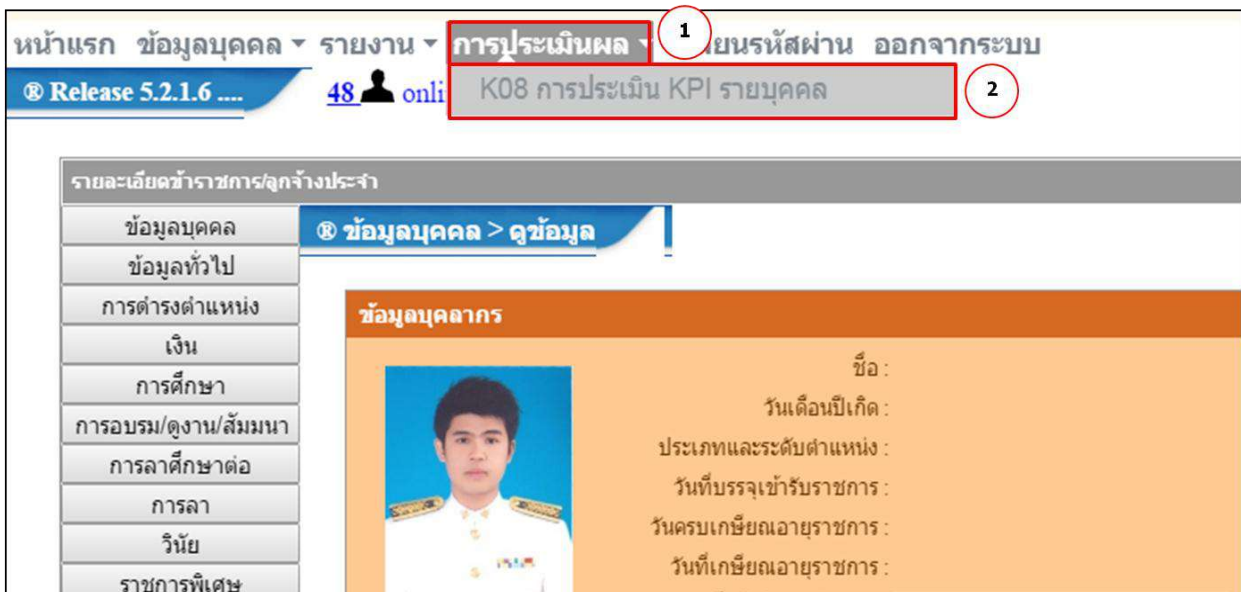 หน้าแรก ข้อมูลบุคคล รายงาน การประเมินผล 1 ยนรหัสผ่าน ออกจากระบบ
® Release 5.2.1.6 .... 48 onli K08 การประเมิน KPI รายบุคคล 2
รายละเอียดข้าราชการ/ลูกจ้างประจำ
ข้อมูลบุคคล ® ข้อมูลบุคคล > ดูข้อมูล
ข้อมูลทั่วไป
การดำรงตำแหน่ง ข้อมูลบุคลากร
เงิน
ชื่อ :
การศึกษา
วันเดือนปีเกิด :
การอบรม/ดูงาน/สัมมนา
ประเภทและระดับตำแหน่ง :
การลาศึกษาต่อ
วันที่บรรจุเข้ารับราชการ :
การลา
วันครบเกษียณอายุราชการ :
วินัย
วันที่เกษียณอายุราชการ :
ราชการพิเศษ